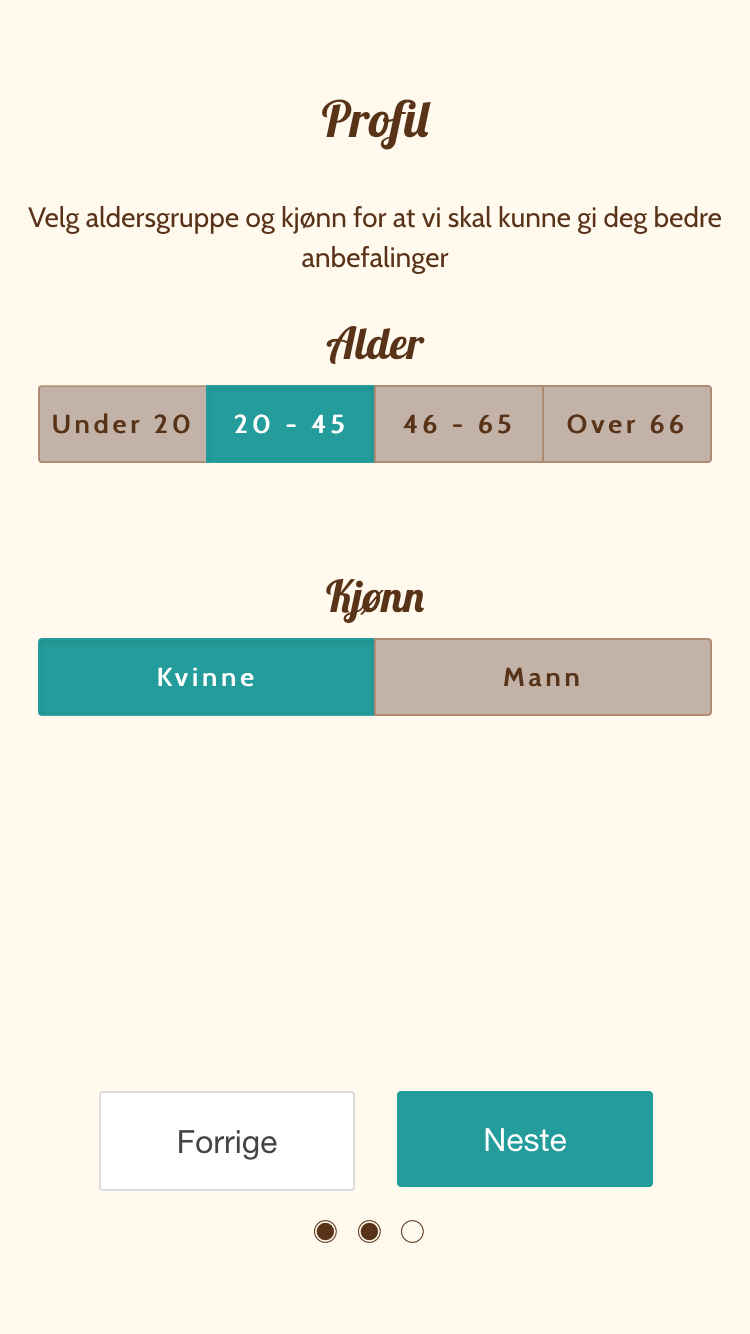 Profil
Velg aldersgruppe og kjønn for at vi skal kunne gi deg bedre
anbefalinger
Alder
Under 20 20 - 45 46 - 65 Over 66
Kjønn
Kvinne Mann
Forrige Neste